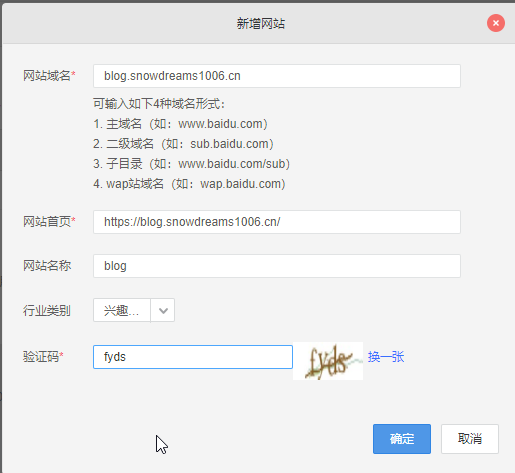 新增网站
网站域名* blog.snowdreams1006.cn
可输入如下4种域名形式：
1. 主域名（如：www.baidu.com）
2. 二级域名（如：sub.baidu.com）
3. 子目录（如：www.baidu.com/sub）
4. wap站域名（如：wap.baidu.com）
网站首页* https://blog.snowdreams1006.cn/
网站名称 blog
行业类别 兴趣...
验证码* fyds fyds 换一张
确定 取消